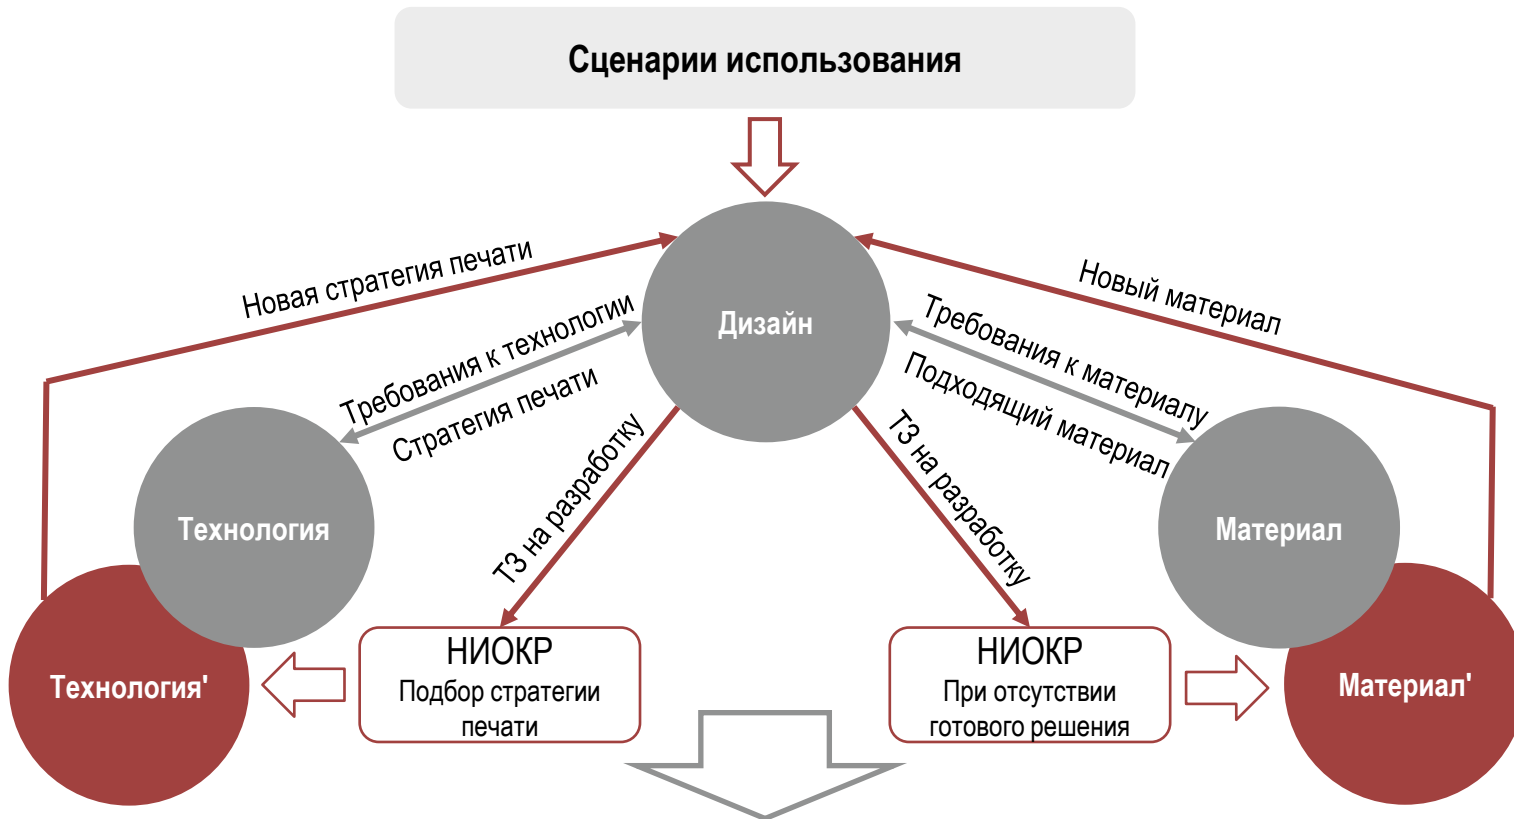 Сценарии использования
Новая стратегия печати
Новый материал
Требования к технологии
Стратегия печати
Дизайн
Требования к материалу
Подходящий материал
ТЗ на разработку
ТЗ на разработку
Технология
Материал
Технология'
НИОКР
Подбор стратегии
печати
НИОКР
При отсутствии
готового решения
Материал'